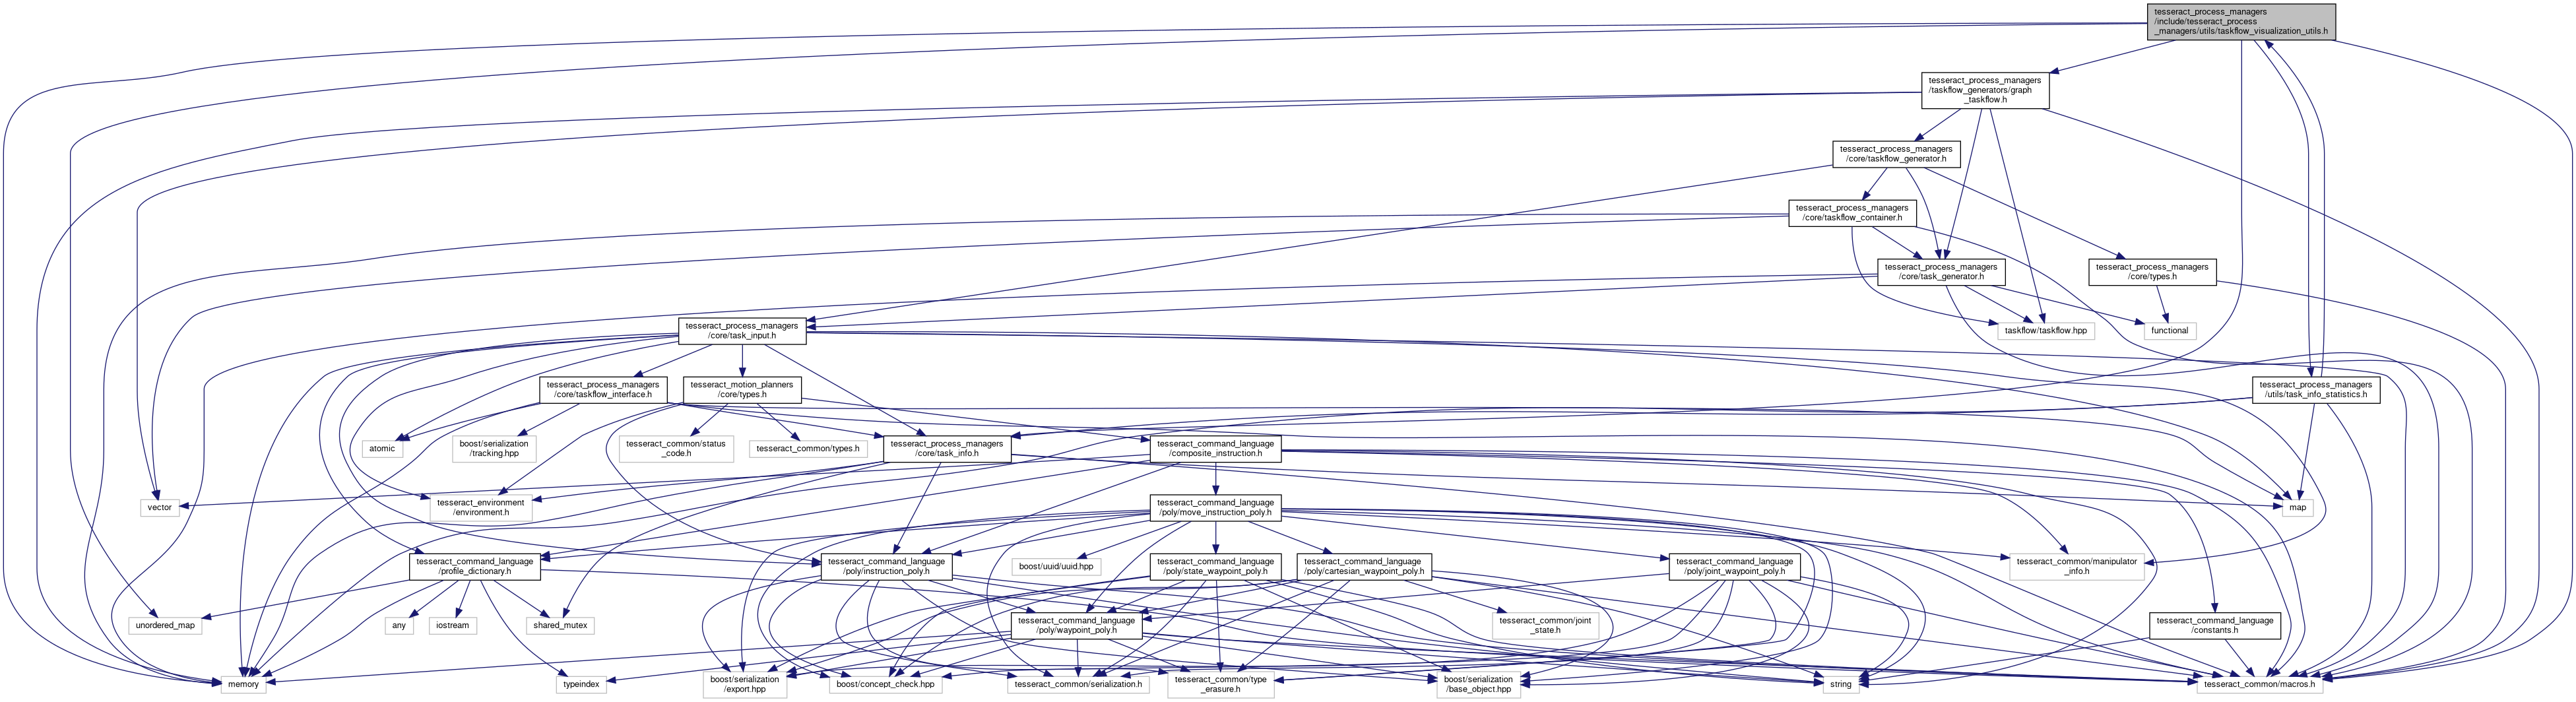 tesseract_process_managers
/include/tesseract_process
_managers/utils/taskflow_visualization_utils.h
tesseract_process_managers
/taskflow_generators/graph
_taskflow.h
tesseract_process_managers
/core/taskflow_generator.h
tesseract_process_managers
/core/taskflow_container.h
tesseract_process_managers
/core/task_generator.h
tesseract_process_managers
/core/types.h
tesseract_process_managers
/core/task_input.h
taskflow/taskflow.hpp
functional
tesseract_process_managers
/core/taskflow_interface.h
tesseract_motion_planners
/core/types.h
tesseract_process_managers
/utils/task_info_statistics.h
atomic
boost/serialization
/tracking.hpp
tesseract_common/status
_code.h
tesseract_common/types.h
tesseract_process_managers
/core/task_info.h
tesseract_command_language
/composite_instruction.h
vector
tesseract_environment
/environment.h
tesseract_command_language
/poly/move_instruction_poly.h
map
tesseract_command_language
/profile_dictionary.h
tesseract_command_language
/poly/instruction_poly.h
boost/uuid/uuid.hpp
tesseract_command_language
/poly/state_waypoint_poly.h
tesseract_command_language
/poly/cartesian_waypoint_poly.h
tesseract_command_language
/poly/joint_waypoint_poly.h
tesseract_common/manipulator
_info.h
unordered_map
any
iostream
shared_mutex
tesseract_command_language
/poly/waypoint_poly.h
tesseract_common/joint
_state.h
tesseract_command_language
/constants.h
memory
typeindex
boost/serialization
/export.hpp
boost/concept_check.hpp
tesseract_common/serialization.h
tesseract_common/type
_erasure.h
boost/serialization
/base_object.hpp
string
tesseract_common/macros.h